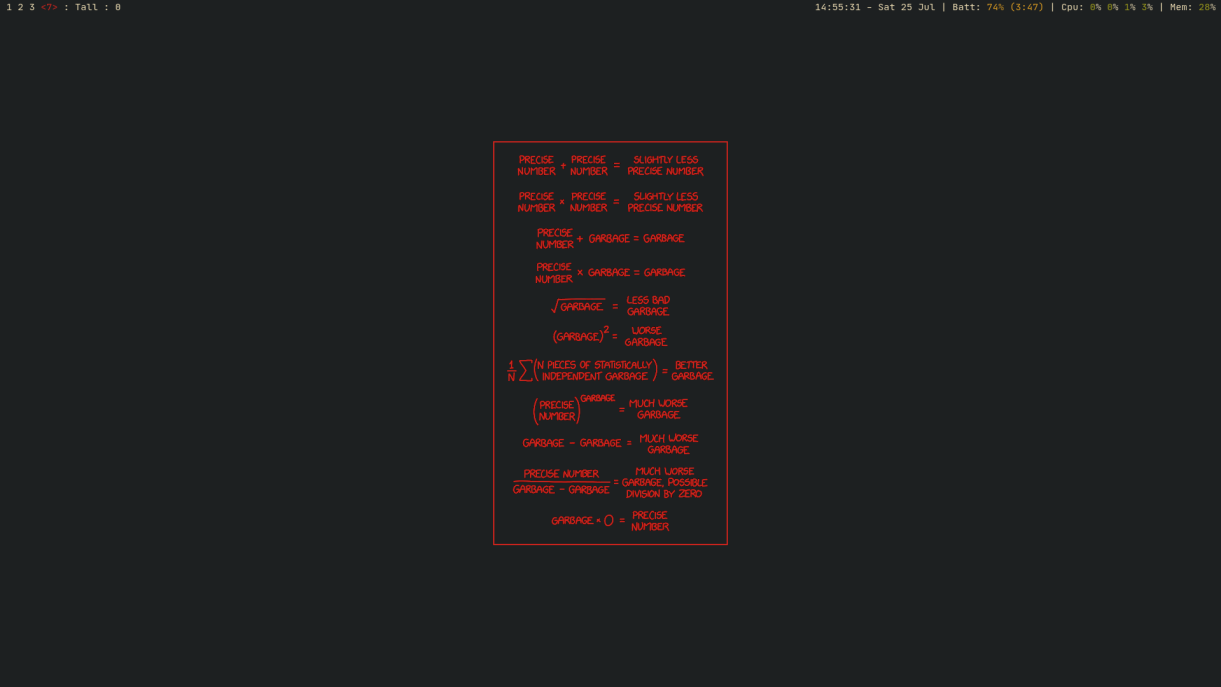 1 2 3 <7> : Tall : 0
14:55:31 - Sat 25 Jul | Batt: 74% (3:47) | Cpu: 0% 0% 1% 3% | Mem: 28%
PRECISE NUMBER + PRECISE NUMBER = SLIGHTLY LESS PRECISE NUMBER
PRECISE NUMBER × PRECISE NUMBER = SLIGHTLY LESS PRECISE NUMBER
PRECISE NUMBER + GARBAGE = GARBAGE
PRECISE NUMBER × GARBAGE = GARBAGE
√GARBAGE = LESS BAD GARBAGE
(GARBAGE)² = WORSE GARBAGE
1/N Σ (N PIECES OF STATISTICALLY INDEPENDENT GARBAGE) = BETTER GARBAGE
(PRECISE NUMBER)^GARBAGE = MUCH WORSE GARBAGE
GARBAGE – GARBAGE = MUCH WORSE GARBAGE
PRECISE NUMBER / GARBAGE – GARBAGE = MUCH WORSE GARBAGE, POSSIBLE DIVISION BY ZERO
GARBAGE × 0 = PRECISE NUMBER